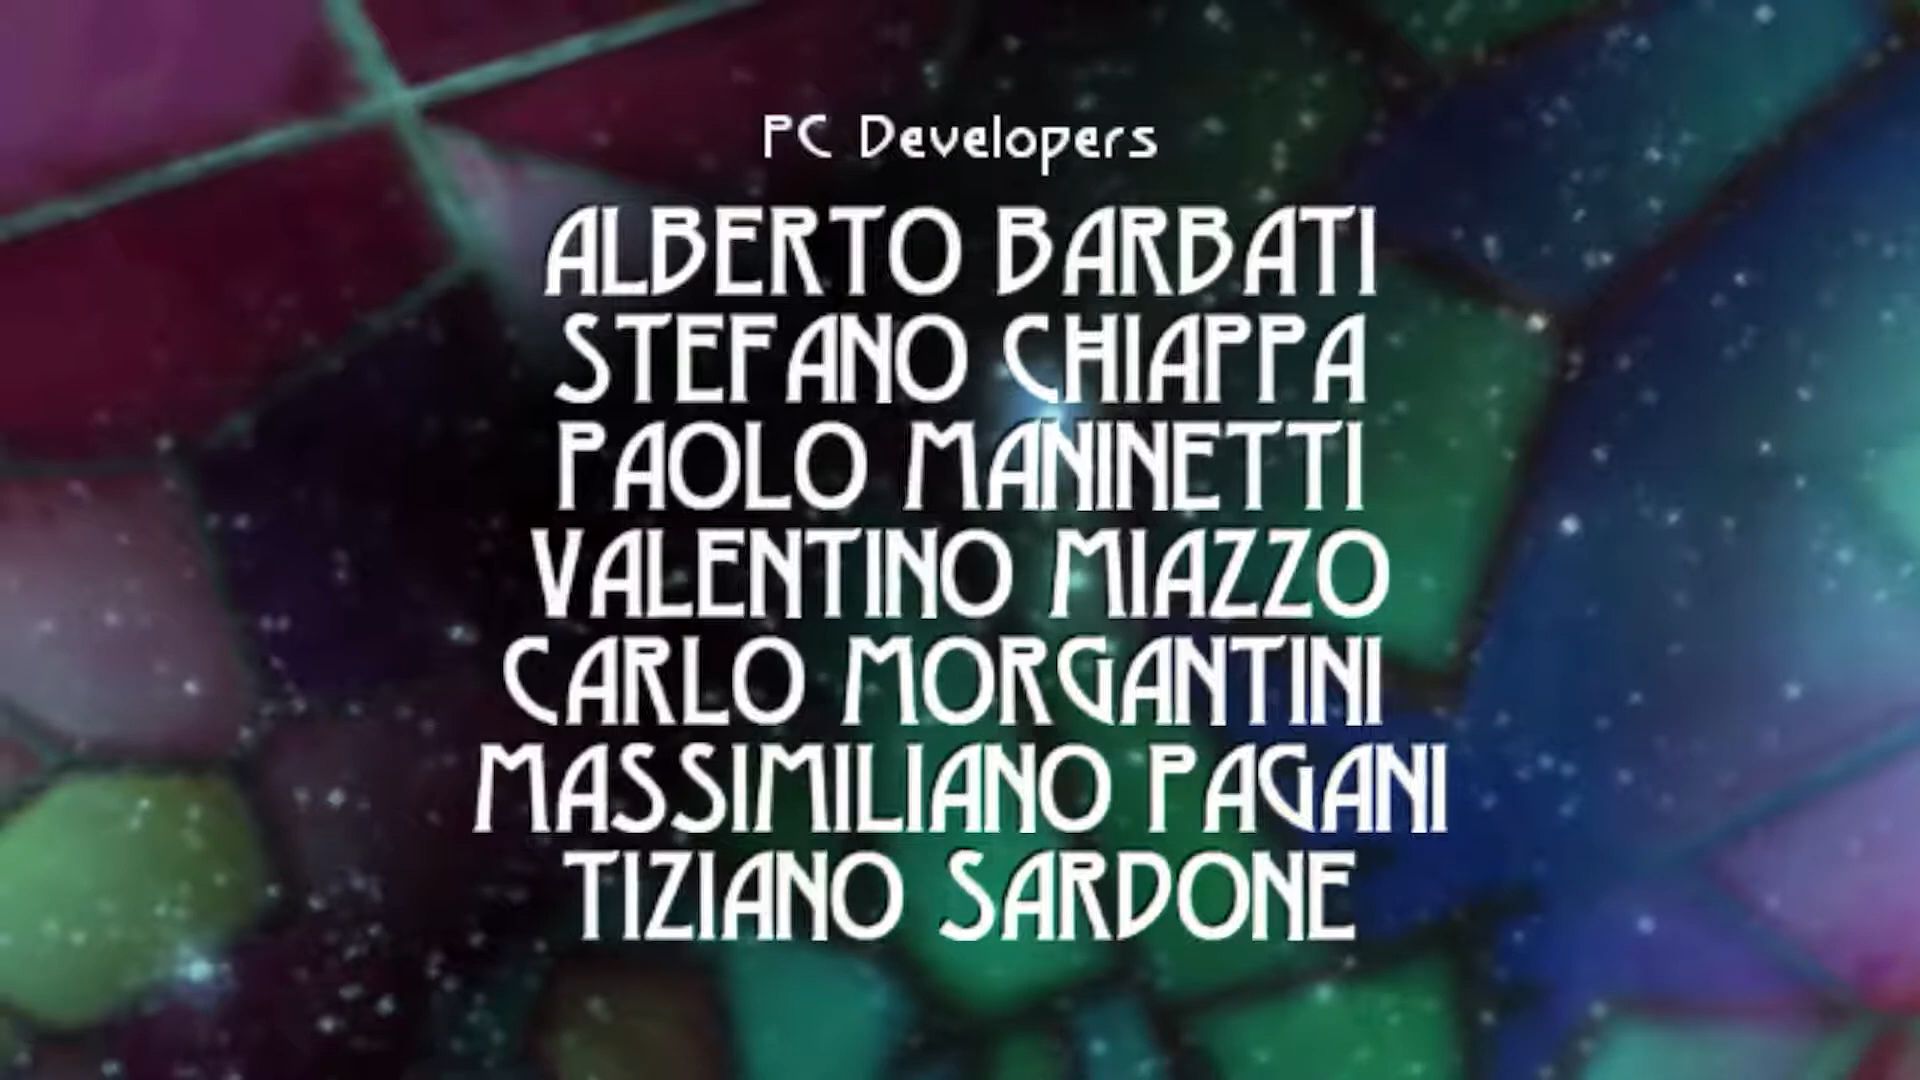 PC Developers
ALBERTO BARBATI
STEFANO CHIAPPA
PAOLO MANINETTI
VALENTINO MIAZZO
CARLO MORGANTINI
MASSIMILIANO PAGANI
TIZIANO SARDONE